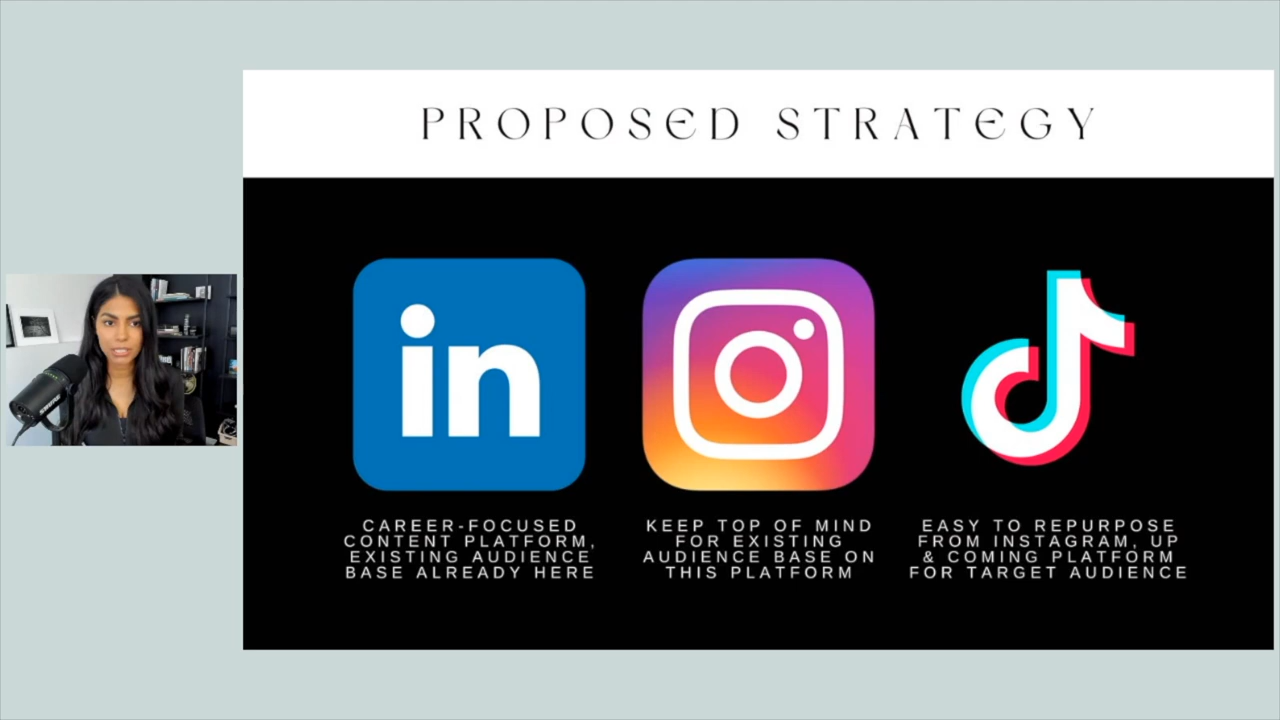 PROPOSED STRATEGY
in
CAREER-FOCUSED
CONTENT PLATFORM,
EXISTING AUDIENCE
BASE ALREADY HERE
KEEP TOP OF MIND
FOR EXISTING
AUDIENCE BASE ON
THIS PLATFORM
EASY TO REPURPOSE
FROM INSTAGRAM, UP
& COMING PLATFORM
FOR TARGET AUDIENCE